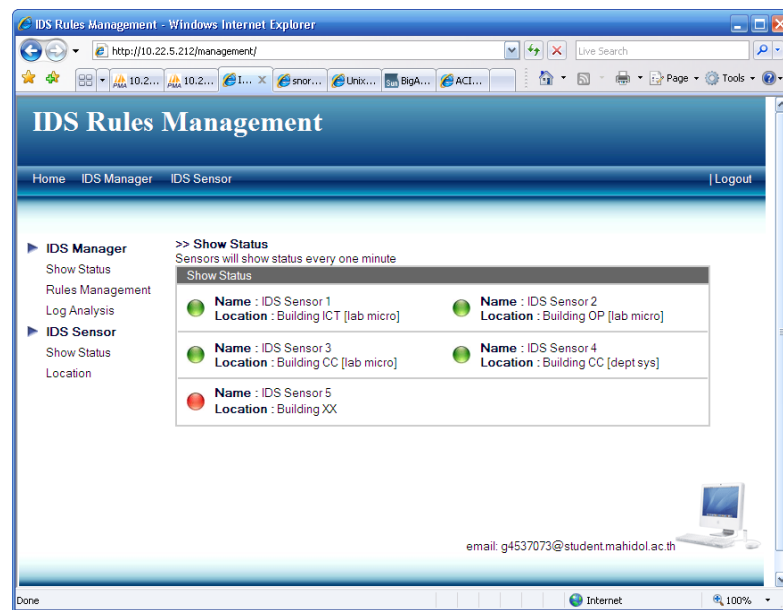 IDS Rules Management - Windows Internet Explorer
http://10.22.5.212/management/
Live Search
10.2...
10.2...
I...
snor...
Unix...
Sun BigA...
ACI...
Page
Tools
IDS Rules Management
Home IDS Manager IDS Sensor | Logout
IDS Manager
Show Status
Rules Management
Log Analysis
IDS Sensor
Show Status
Location
>> Show Status
Sensors will show status every one minute
Show Status
Name : IDS Sensor 1
Location : Building ICT [lab micro]
Name : IDS Sensor 2
Location : Building OP [lab micro]
Name : IDS Sensor 3
Location : Building CC [lab micro]
Name : IDS Sensor 4
Location : Building CC [dept sys]
Name : IDS Sensor 5
Location : Building XX
email: g4537073@student.mahidol.ac.th
Done
Internet
100%